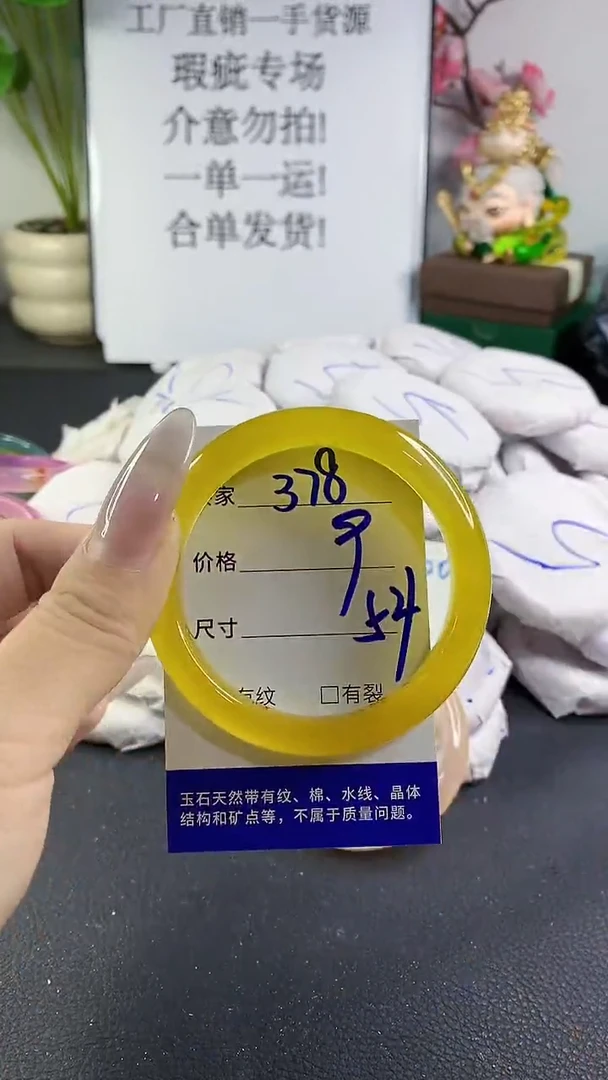 工厂直销一手货源
瑕疵专场
介意勿拍!
一单一运!
合单发货!
家 378
价格
尺寸 54
有纹 □有裂
玉石天然带有纹、棉、水线、晶体
结构和矿点等，不属于质量问题。